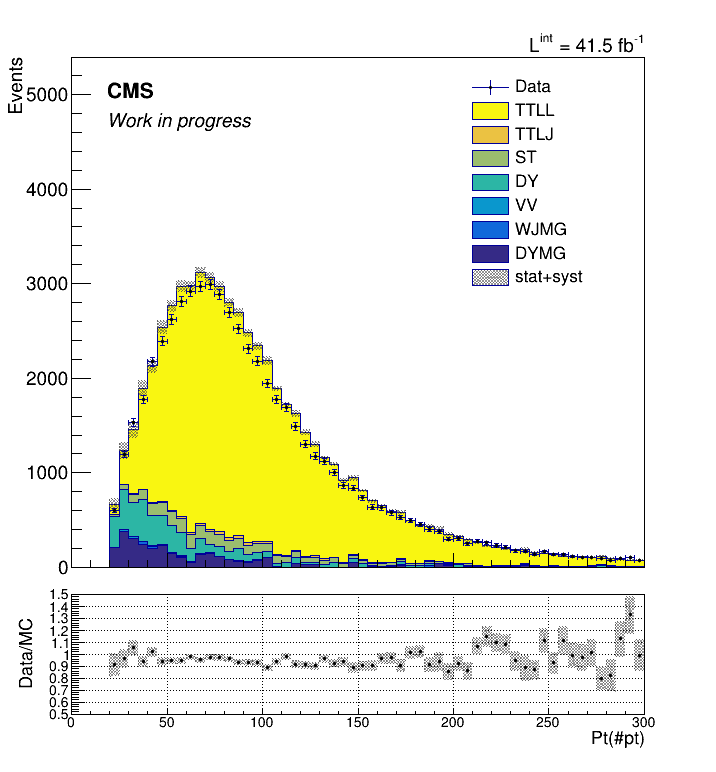 L^int = 41.5 fb^-1
Events
5000
4000
3000
2000
1000
0
CMS
Work in progress
Data
TTLL
TTLJ
ST
DY
VV
WJMG
DYMG
stat+syst
Data/MC
1.5
1.4
1.3
1.2
1.1
1
0.9
0.8
0.7
0.6
0.5
0 50 100 150 200 250 300
Pt(#pt)